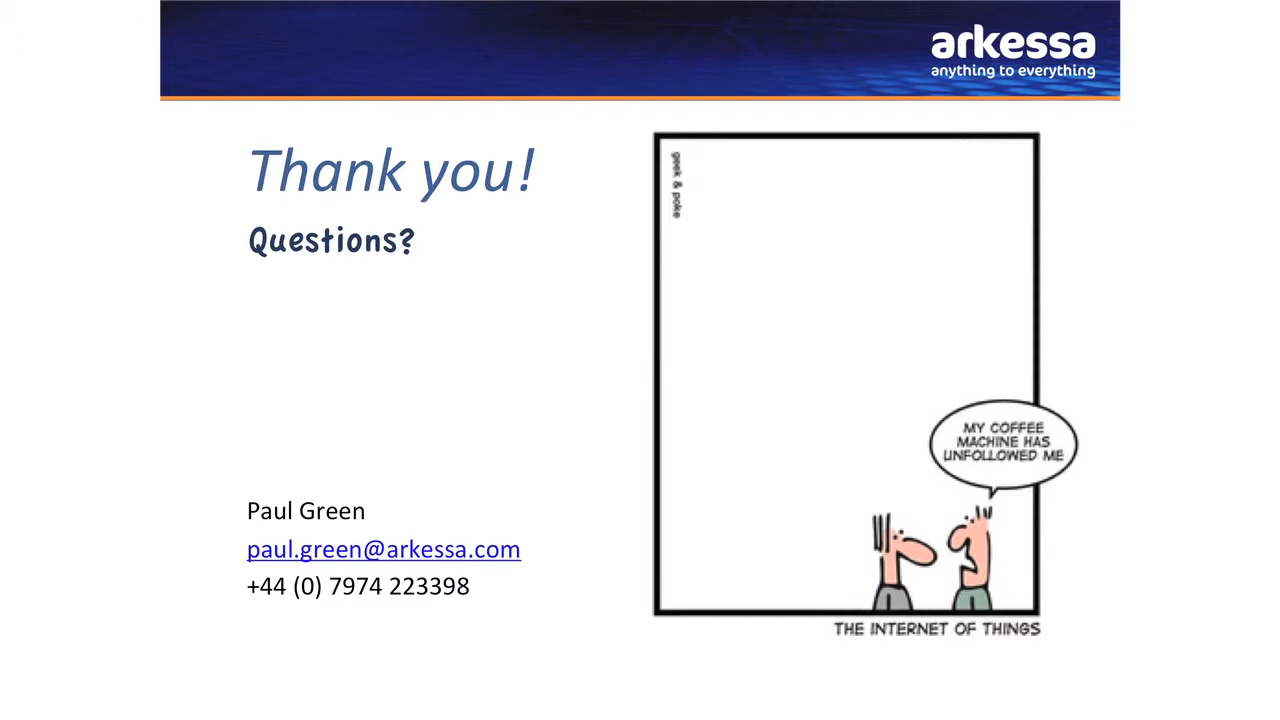 arkessa
anything to everything
Thank you!
Questions?
Paul Green
paul.green@arkessa.com
+44 (0) 7974 223398
geek & poke
MY COFFEE
MACHINE HAS
UNFOLLOWED ME
THE INTERNET OF THINGS